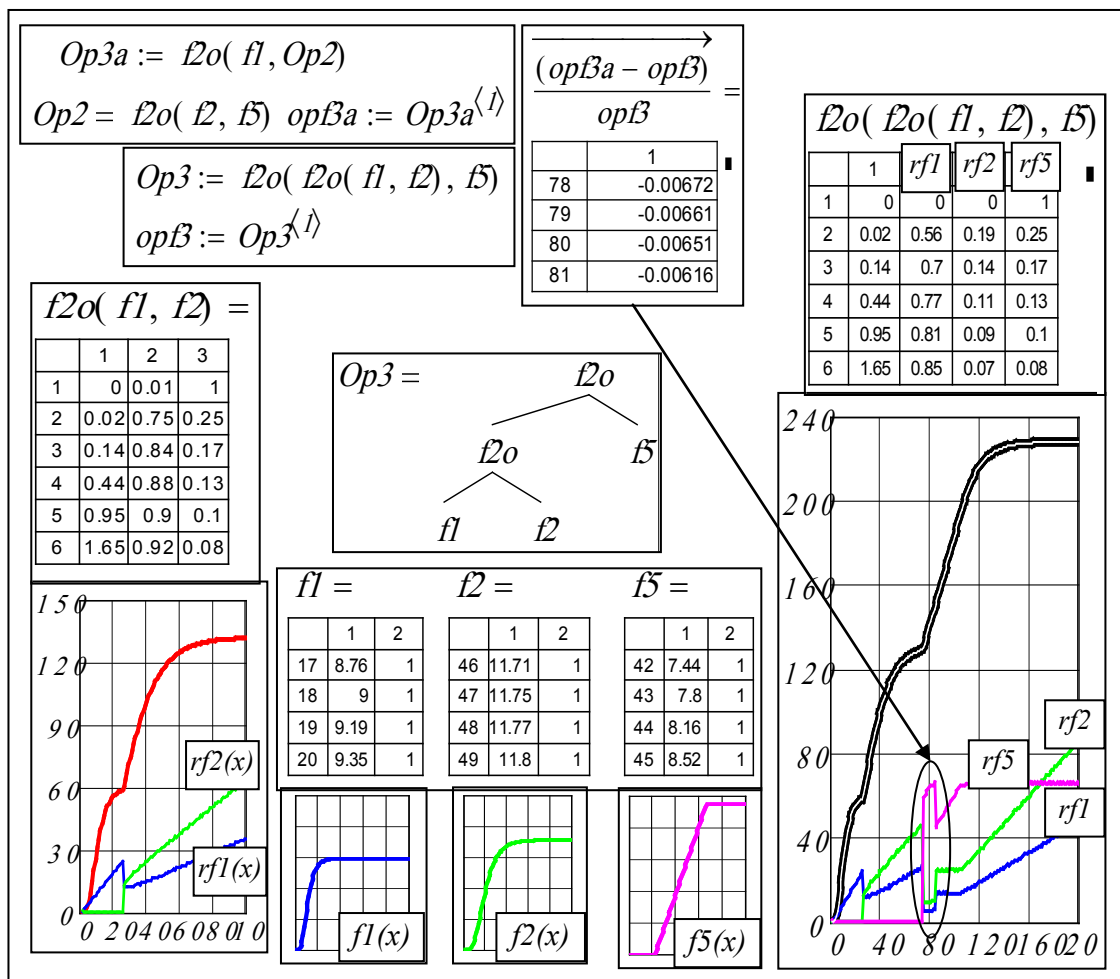 Op3a := f2o( f1 , Op2)
Op2 = f2o( f2, f5) opf3a := Op3a⟨1⟩
Op3 := f2o( f2o( f1 , f2) , f5)
opf3 := Op3⟨1⟩
(opf3a − opf3)
opf3
=
1
78 -0.00672
79 -0.00661
80 -0.00651
81 -0.00616
f2o( f2o( f1 , f2) , f5)
1 rf1 rf2 rf5
1 0 0 0 1
2 0.02 0.56 0.19 0.25
3 0.14 0.7 0.14 0.17
4 0.44 0.77 0.11 0.13
5 0.95 0.81 0.09 0.1
6 1.65 0.85 0.07 0.08
f2o( f1, f2) =
1 2 3
1 0 0.01 1
2 0.02 0.75 0.25
3 0.14 0.84 0.17
4 0.44 0.88 0.13
5 0.95 0.9 0.1
6 1.65 0.92 0.08
Op3 =
f2o
f2o f5
f1 f2
f1 =
1 2
17 8.76 1
18 9 1
19 9.19 1
20 9.35 1
f2 =
1 2
46 11.71 1
47 11.75 1
48 11.77 1
49 11.8 1
f5 =
1 2
42 7.44 1
43 7.8 1
44 8.16 1
45 8.52 1
150
120
90
60
30
0
0 20 40 60 80 10
rf2(x)
rf1(x)
f1(x)
f2(x)
f5(x)
240
200
160
120
80
40
0
0 40 80 120 160 20
rf2
rf5
rf1